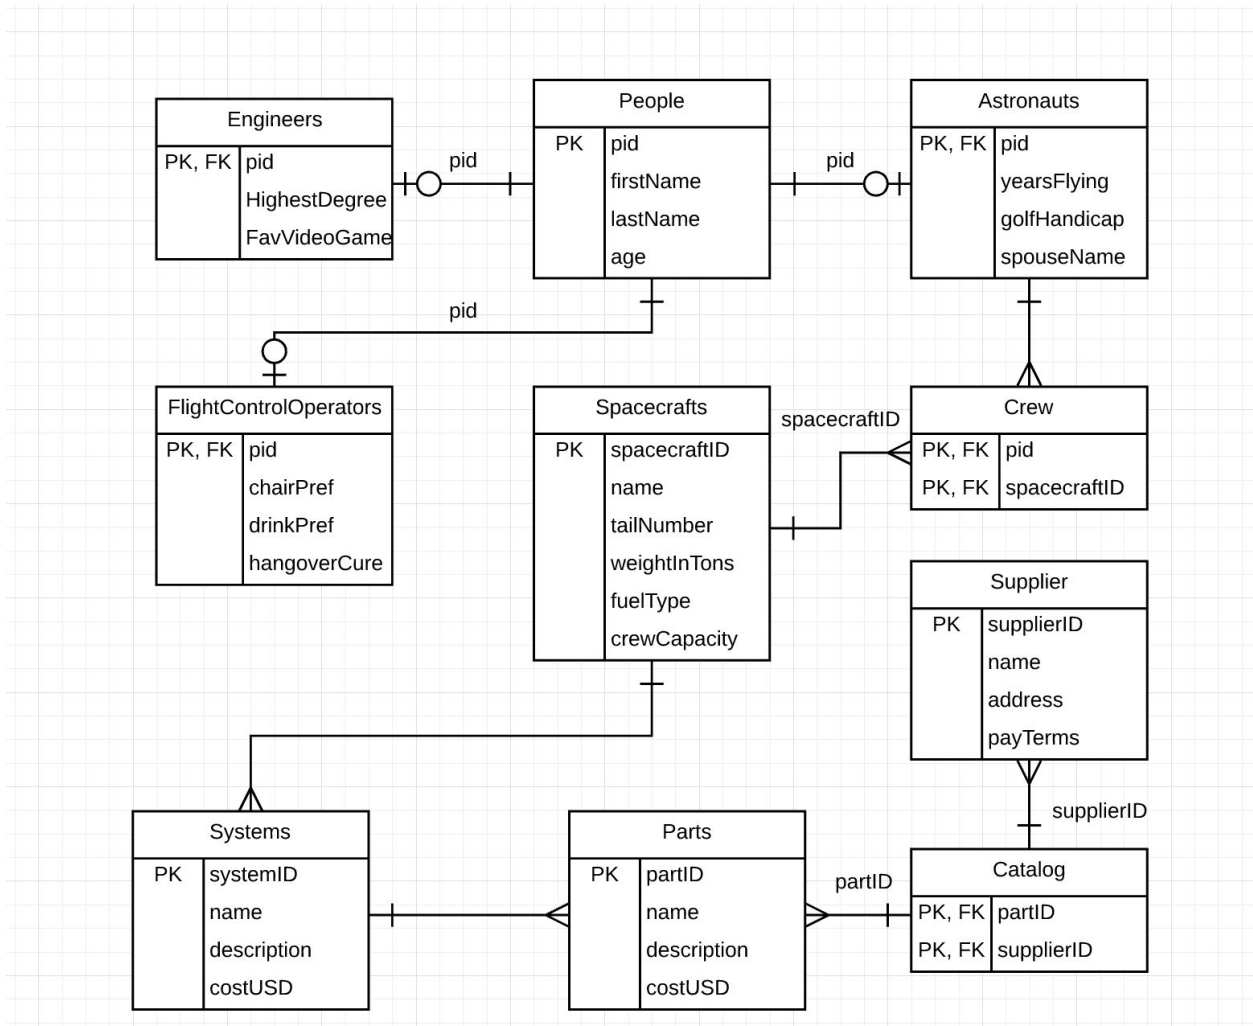 Engineers
PK, FK pid
HighestDegree
FavVideoGame
pid
People
PK pid
firstName
lastName
age
pid
Astronauts
PK, FK pid
yearsFlying
golfHandicap
spouseName
pid
FlightControlOperators
PK, FK pid
chairPref
drinkPref
hangoverCure
Spacecrafts
PK spacecraftID
name
tailNumber
weightInTons
fuelType
crewCapacity
spacecraftID
Crew
PK, FK pid
PK, FK spacecraftID
Supplier
PK supplierID
name
address
payTerms
supplierID
Systems
PK systemID
name
description
costUSD
Parts
PK partID
name
description
costUSD
partID
Catalog
PK, FK partID
PK, FK supplierID